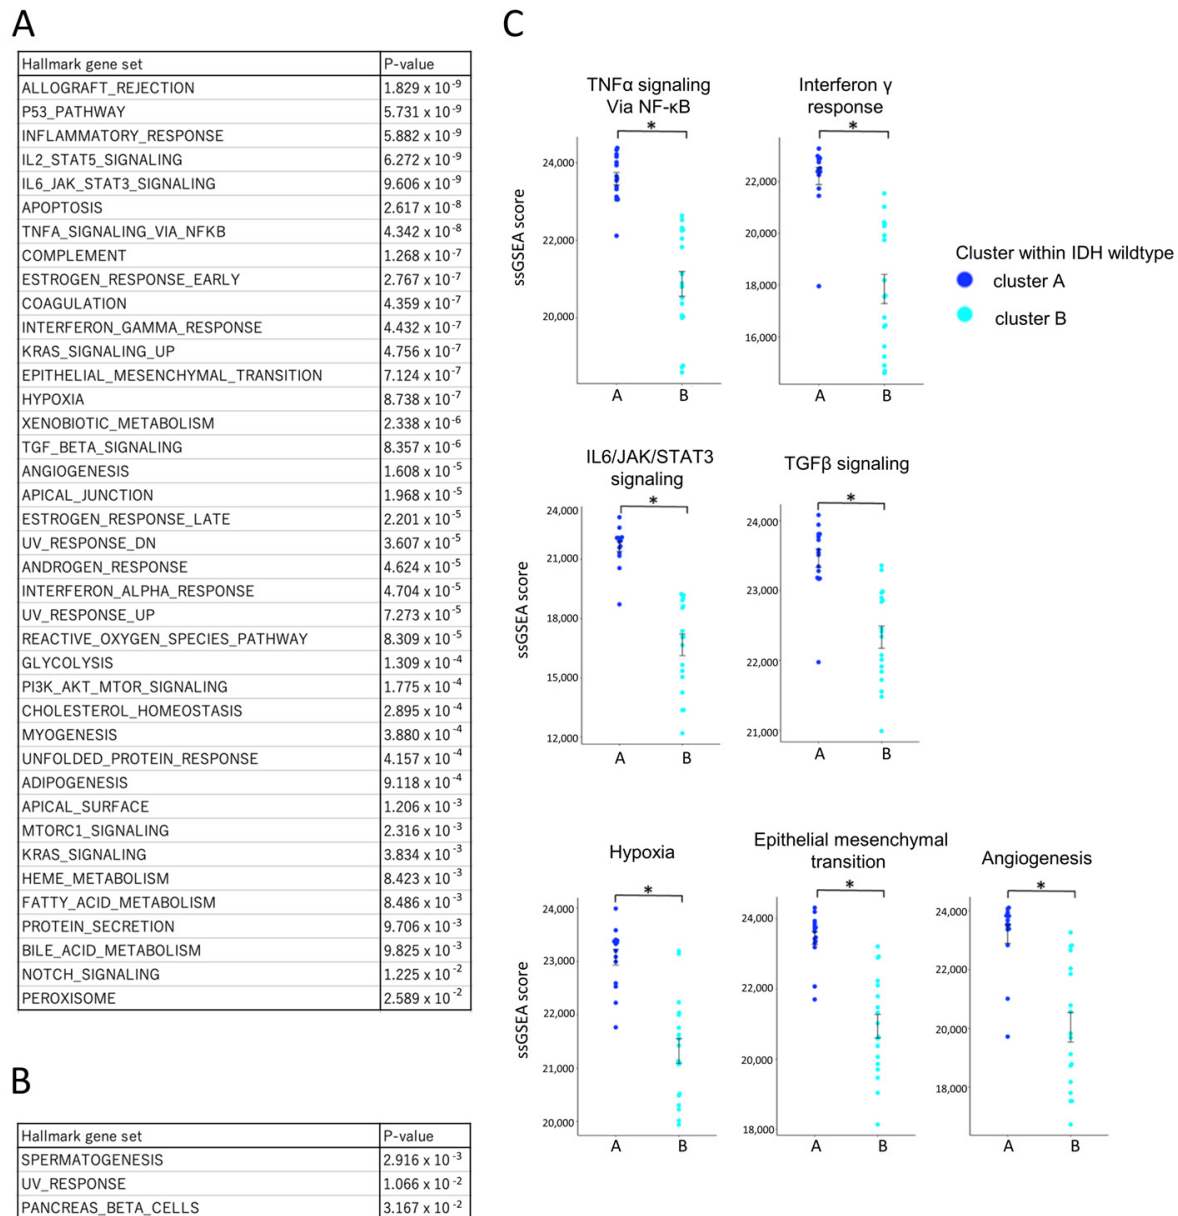 A
Hallmark gene set P-value
ALLOGRAFT_REJECTION 1.829 x 10 -9
P53_PATHWAY 5.731 x 10 -9
INFLAMMATORY_RESPONSE 5.882 x 10 -9
IL2_STAT5_SIGNALING 6.272 x 10 -9
IL6_JAK_STAT3_SIGNALING 9.606 x 10 -9
APOPTOSIS 2.617 x 10 -8
TNFA_SIGNALING_VIA_NFKB 4.342 x 10 -8
COMPLEMENT 1.268 x 10 -7
ESTROGEN_RESPONSE_EARLY 2.767 x 10 -7
COAGULATION 4.359 x 10 -7
INTERFERON_GAMMA_RESPONSE 4.432 x 10 -7
KRAS_SIGNALING_UP 4.756 x 10 -7
EPITHELIAL_MESENCHYMAL_TRANSITION 7.124 x 10 -7
HYPOXIA 8.738 x 10 -7
XENOBIOTIC_METABOLISM 2.338 x 10 -6
TGF_BETA_SIGNALING 8.357 x 10 -6
ANGIOGENESIS 1.608 x 10 -5
APICAL_JUNCTION 1.968 x 10 -5
ESTROGEN_RESPONSE_LATE 2.201 x 10 -5
UV_RESPONSE_DN 3.607 x 10 -5
ANDROGEN_RESPONSE 4.624 x 10 -5
INTERFERON_ALPHA_RESPONSE 4.704 x 10 -5
UV_RESPONSE_UP 7.273 x 10 -5
REACTIVE_OXYGEN_SPECIES_PATHWAY 8.309 x 10 -5
GLYCOLYSIS 1.309 x 10 -4
PI3K_AKT_MTOR_SIGNALING 1.775 x 10 -4
CHOLESTEROL_HOMEOSTASIS 2.895 x 10 -4
MYOGENESIS 3.880 x 10 -4
UNFOLDED_PROTEIN_RESPONSE 4.157 x 10 -4
ADIPOGENESIS 9.118 x 10 -4
APICAL_SURFACE 1.206 x 10 -3
MTORC1_SIGNALING 2.316 x 10 -3
KRAS_SIGNALING 3.834 x 10 -3
HEME_METABOLISM 8.423 x 10 -3
FATTY_ACID_METABOLISM 8.486 x 10 -3
PROTEIN_SECRETION 9.706 x 10 -3
BILE_ACID_METABOLISM 9.825 x 10 -3
NOTCH_SIGNALING 1.225 x 10 -2
PEROXISOME 2.589 x 10 -2
B
Hallmark gene set P-value
SPERMATOGENESIS 2.916 x 10 -3
UV_RESPONSE 1.066 x 10 -2
PANCREAS_BETA_CELLS 3.167 x 10 -2
C
TNFα signaling
Via NF-κB
*
ssGSEA score
24,000
22,000
20,000
A B
Interferon γ
response
*
22,000
20,000
18,000
16,000
A B
Cluster within IDH wildtype
cluster A
cluster B
IL6/JAK/STAT3
signaling
*
ssGSEA score
24,000
21,000
18,000
15,000
12,000
A B
TGFβ signaling
*
24,000
23,000
22,000
21,000
A B
Hypoxia
*
ssGSEA score
24,000
23,000
22,000
21,000
20,000
A B
Epithelial mesenchymal
transition
*
24,000
22,000
20,000
18,000
A B
Angiogenesis
*
24,000
22,000
20,000
18,000
A B